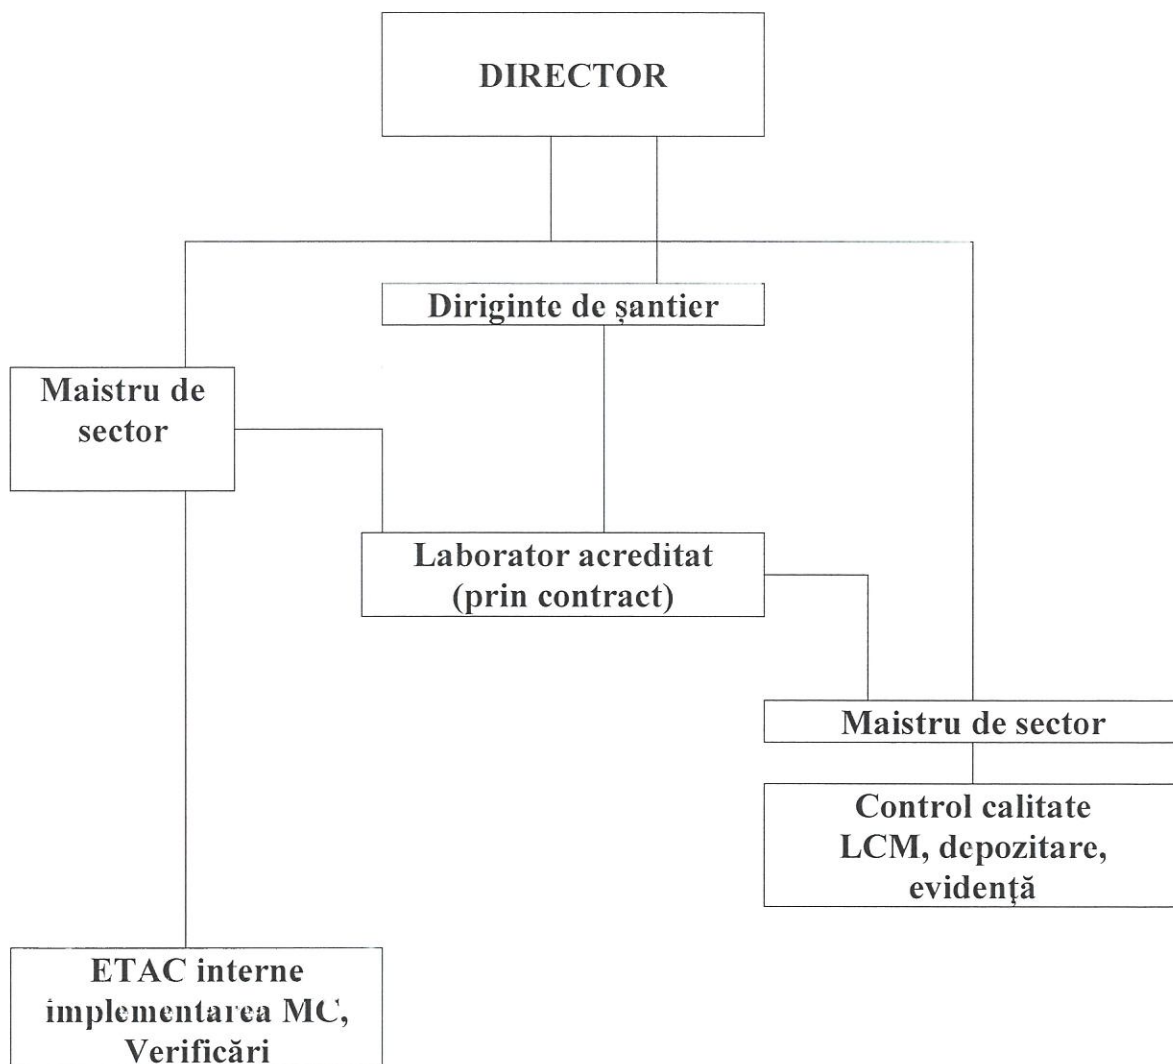 DIRECTOR
Diriginte de șantier
Maistru de
sector
Laborator acreditat
(prin contract)
Maistru de sector
Control calitate
LCM, depozitare,
evidenţă
ETAC interne
implementarea MC,
Verificări